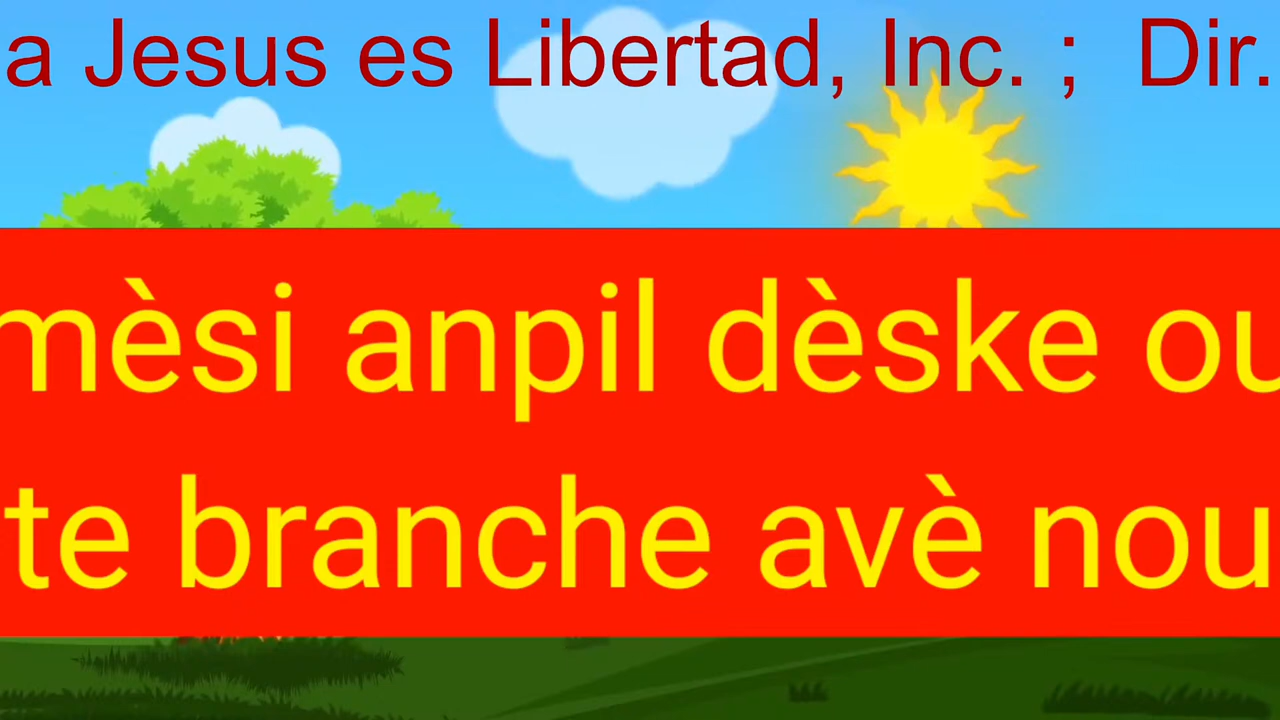 a Jesus es Libertad, Inc. ; Dir.
mèsi anpil dèske ou
te branche avè nou